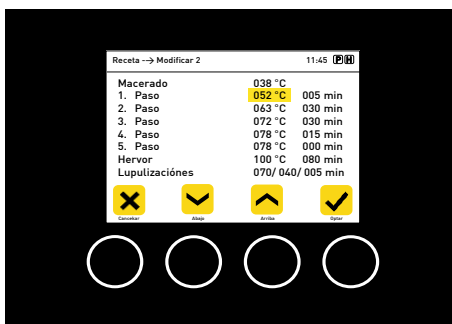 Receta --> Modificar 2 11:45 P H
Macerado 038 °C
1. Paso 052 °C 005 min
2. Paso 063 °C 030 min
3. Paso 072 °C 030 min
4. Paso 078 °C 015 min
5. Paso 078 °C 000 min
Hervor 100 °C 080 min
Lupulizaciónes 070/ 040/ 005 min
Cancekar Abajo Arriba Optar